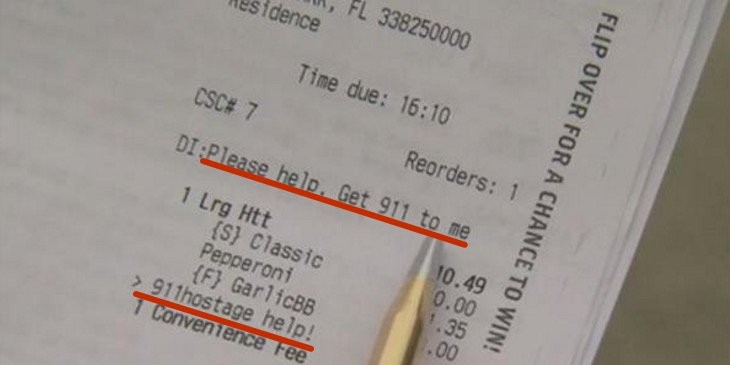 FL 338250000
Residence
Time due: 16:10
CSC# 7
Reorders: 1
DI:Please help. Get 911 to me
1 Lrg Htt 10.49
{S} Classic 0.00
Pepperoni
{F} GarlicBB .35
> 911hostage help! .00
1 Convenience Fee
FLIP OVER FOR A CHANCE TO WIN!